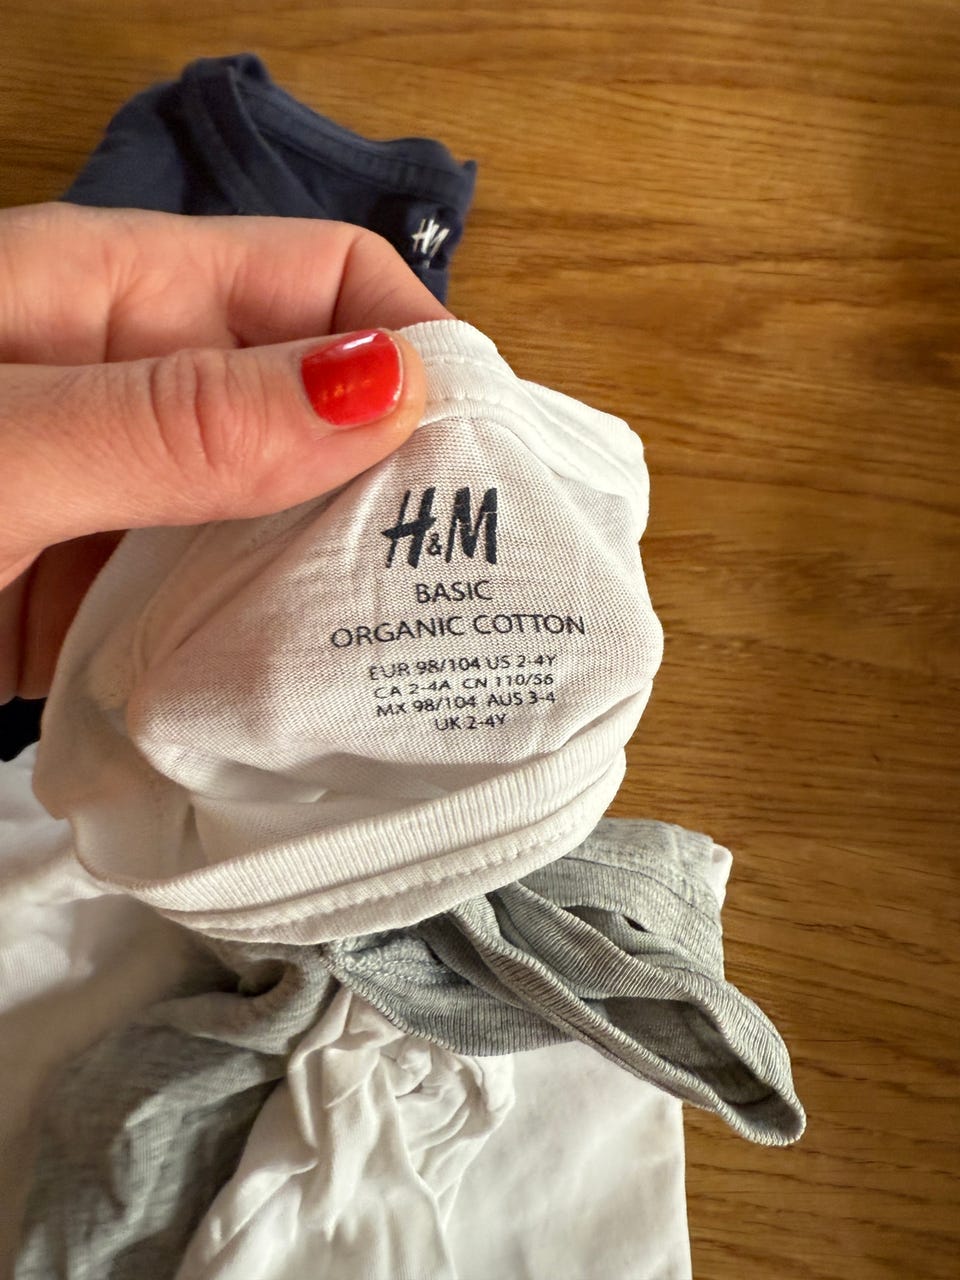 HM
H&M
BASIC
ORGANIC COTTON
EUR 98/104 US 2-4Y
CA 2-4A CN 110/56
MX 98/104 AUS 3-4
UK 2-4Y